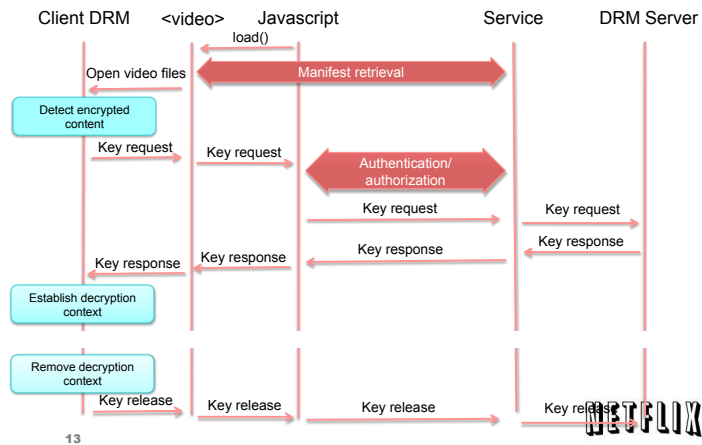 Client DRM <video> Javascript Service DRM Server
load()
Open video files
Manifest retrieval
Detect encrypted
content
Key request
Key request
Authentication/
authorization
Key request
Key request
Key response
Key response
Key response
Key response
Establish decryption
context
Remove decryption
context
Key release
Key release
Key release
Key release
NETFLIX
13